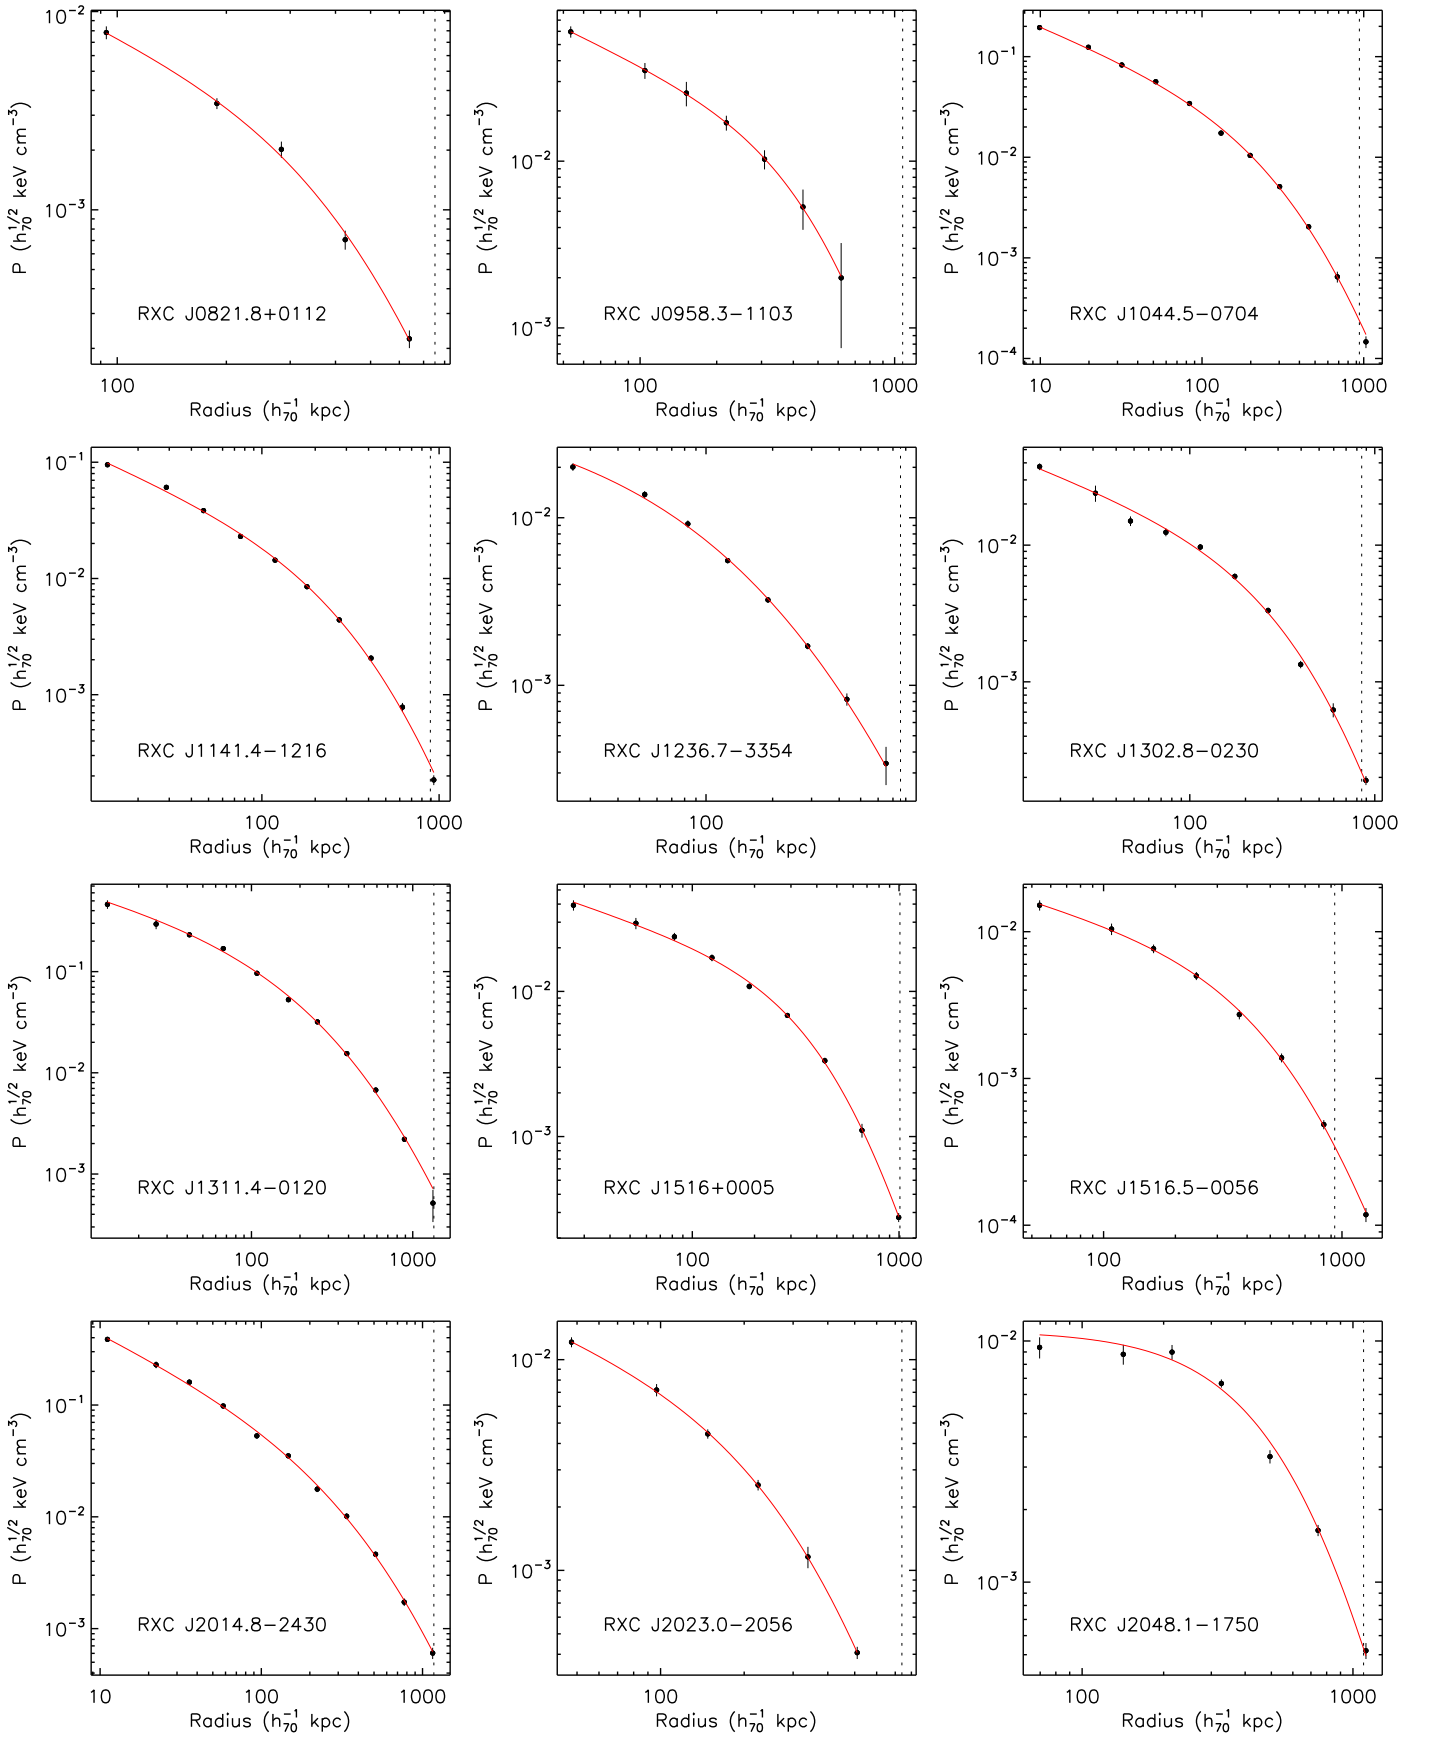 10⁻²
10⁻³
P (h₇₀^1/2 keV cm⁻³)
RXC J0821.8+0112
100
Radius (h₇₀⁻¹ kpc)
10⁻²
10⁻³
P (h₇₀^1/2 keV cm⁻³)
RXC J0958.3−1103
100 1000
Radius (h₇₀⁻¹ kpc)
10⁻¹
10⁻²
10⁻³
10⁻⁴
P (h₇₀^1/2 keV cm⁻³)
RXC J1044.5−0704
10 100 1000
Radius (h₇₀⁻¹ kpc)
10⁻¹
10⁻²
10⁻³
P (h₇₀^1/2 keV cm⁻³)
RXC J1141.4−1216
100 1000
Radius (h₇₀⁻¹ kpc)
10⁻²
10⁻³
P (h₇₀^1/2 keV cm⁻³)
RXC J1236.7−3354
100
Radius (h₇₀⁻¹ kpc)
10⁻²
10⁻³
P (h₇₀^1/2 keV cm⁻³)
RXC J1302.8−0230
100 1000
Radius (h₇₀⁻¹ kpc)
10⁻¹
10⁻²
10⁻³
P (h₇₀^1/2 keV cm⁻³)
RXC J1311.4−0120
100 1000
Radius (h₇₀⁻¹ kpc)
10⁻²
10⁻³
P (h₇₀^1/2 keV cm⁻³)
RXC J1516+0005
100 1000
Radius (h₇₀⁻¹ kpc)
10⁻²
10⁻³
10⁻⁴
P (h₇₀^1/2 keV cm⁻³)
RXC J1516.5−0056
100 1000
Radius (h₇₀⁻¹ kpc)
10⁻¹
10⁻²
10⁻³
P (h₇₀^1/2 keV cm⁻³)
RXC J2014.8−2430
10 100 1000
Radius (h₇₀⁻¹ kpc)
10⁻²
10⁻³
P (h₇₀^1/2 keV cm⁻³)
RXC J2023.0−2056
100
Radius (h₇₀⁻¹ kpc)
10⁻²
10⁻³
P (h₇₀^1/2 keV cm⁻³)
RXC J2048.1−1750
100 1000
Radius (h₇₀⁻¹ kpc)